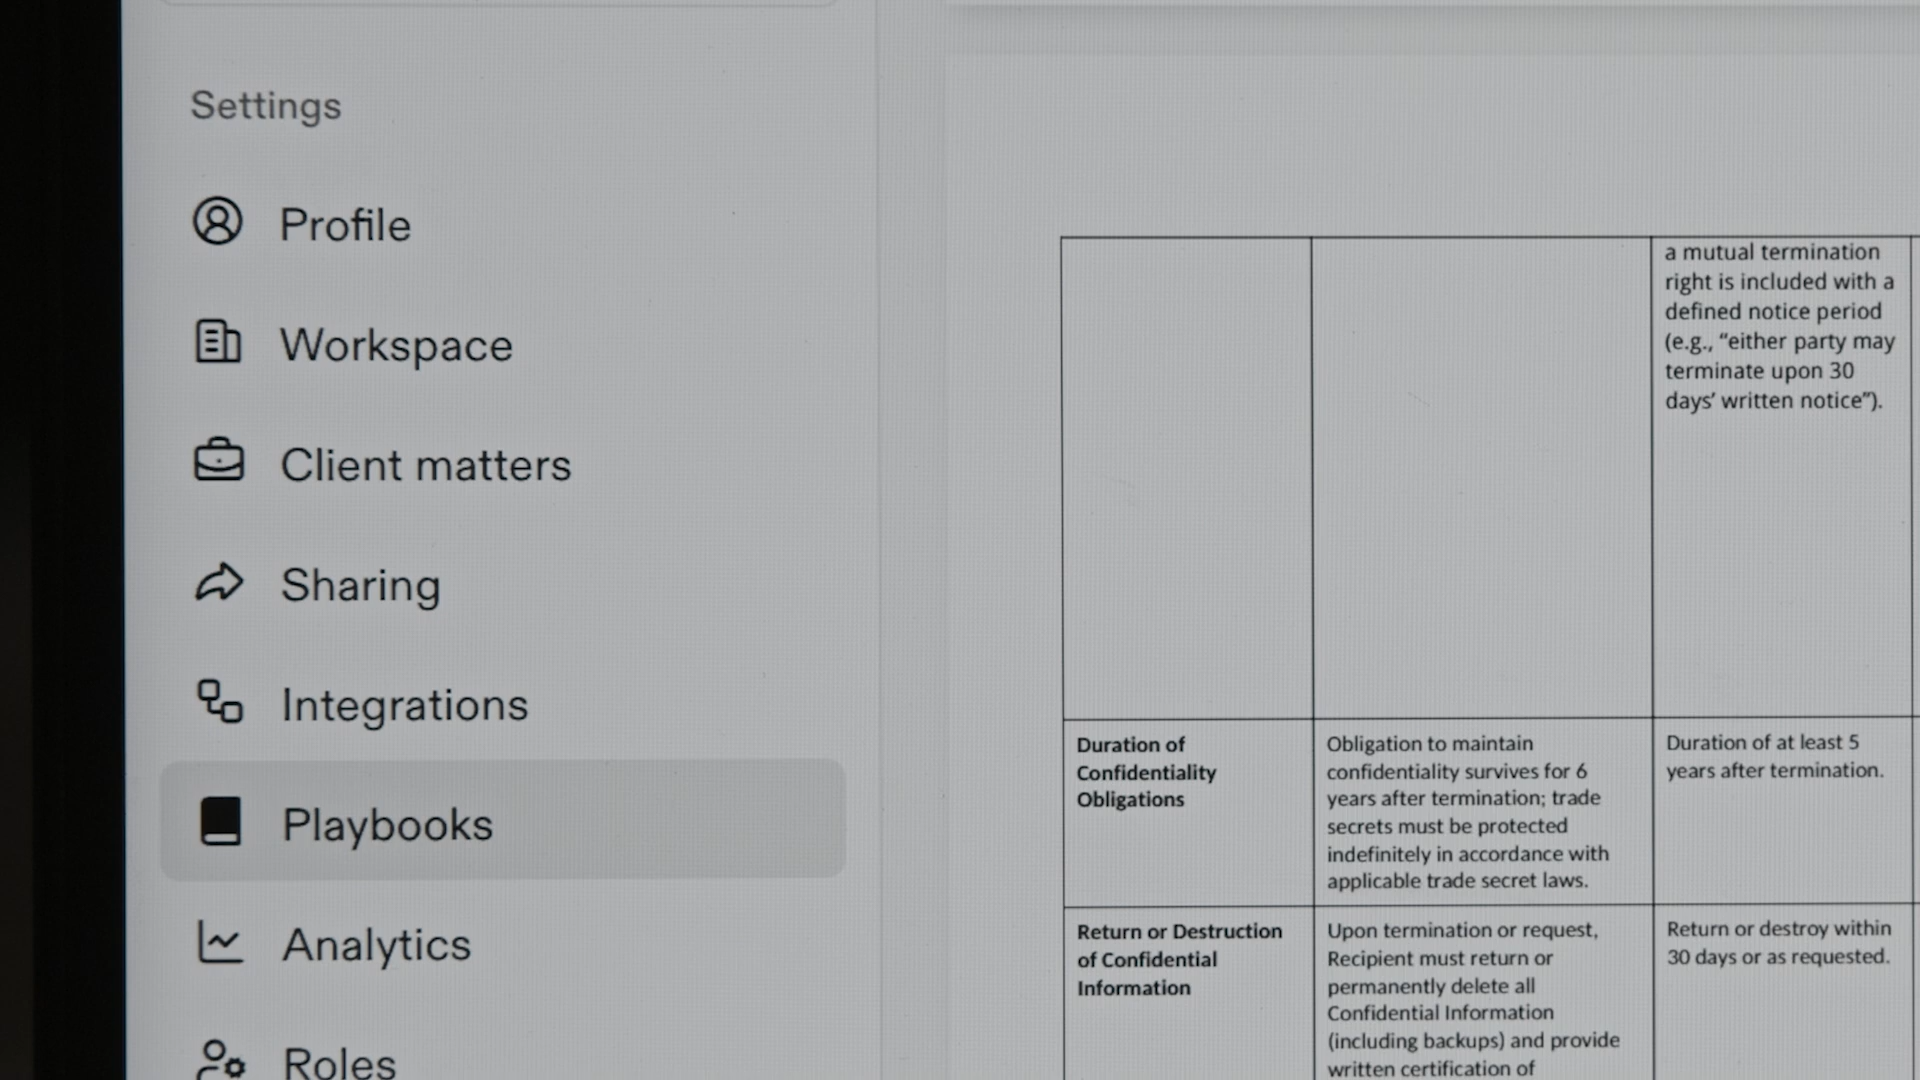 Settings
Profile
Workspace
Client matters
Sharing
Integrations
Playbooks
Analytics
Roles
a mutual termination
right is included with a
defined notice period
(e.g., “either party may
terminate upon 30
days’ written notice”).
Duration of
Confidentiality
Obligations
Obligation to maintain
confidentiality survives for 6
years after termination; trade
secrets must be protected
indefinitely in accordance with
applicable trade secret laws.
Duration of at least 5
years after termination.
Return or Destruction
of Confidential
Information
Upon termination or request,
Recipient must return or
permanently delete all
Confidential Information
(including backups) and provide
written certification of
Return or destroy within
30 days or as requested.